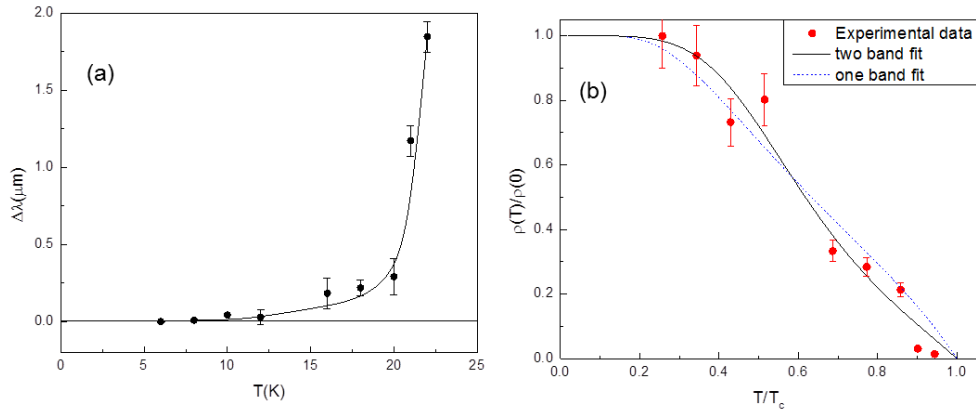 (a)
2.0
1.5
1.0
0.5
0.0
Δλ(μm)
0
5
10
15
20
25
T(K)
(b)
Experimental data
two band fit
one band fit
1.0
0.8
0.6
0.4
0.2
0.0
ρ(T)/ρ(0)
0.0
0.2
0.4
0.6
0.8
1.0
T/Tc